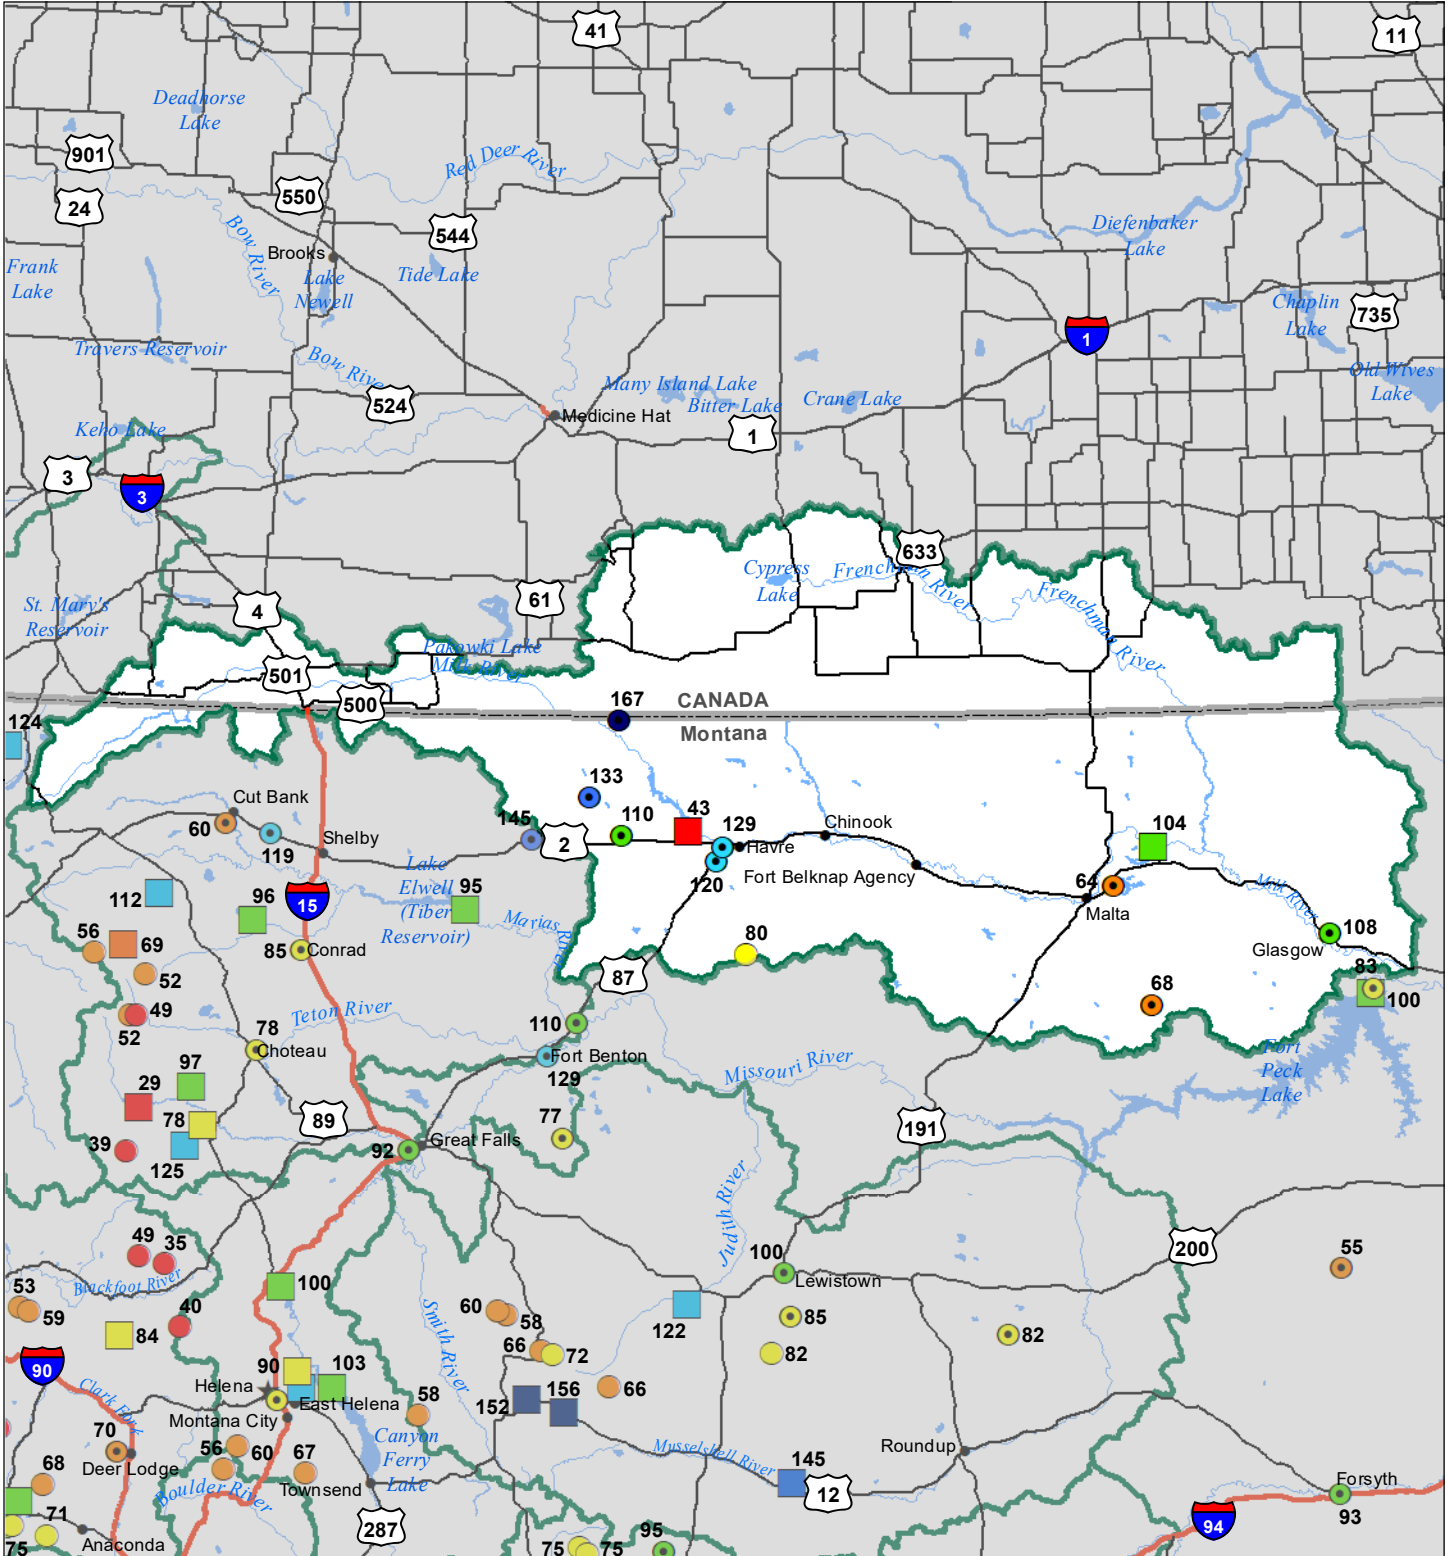 41
11
Deadhorse
Lake
901
Red Deer River
550
24
544
Bow River
Diefenbaker
Lake
Brooks
Frank
Lake
Lake
Newell
Tide Lake
Chaplin
Lake
735
1
Travers Reservoir
Bow River
Old Wives
Lake
Many Island Lake
Bitter Lake
Crane Lake
524
Medicine Hat
1
Keho Lake
3
3
633
Cypress
Lake
Frenchman River
Frenchman River
61
St. Mary's
Reservoir
4
Pakowki Lake
Milk River
501
500
167
CANADA
Montana
124
133
Cut Bank
60
119
Shelby
145
2
110
43
129
Havre
120
Chinook
Fort Belknap Agency
104
64
Malta
Milk River
Lake
Elwell
(Tiber
Reservoir)
95
112
96
15
Marias River
56
69
85
Conrad
52
80
87
108
Glasgow
83
100
68
49
52
Teton River
110
78
Choteau
Fort Benton
129
Missouri River
Fort
Peck
Lake
97
29
78
89
77
191
39
125
92
Great Falls
Judith River
49
35
200
55
100
Lewistown
Blackfoot River
100
53
59
40
60
58
122
85
84
66
72
82
82
Smith River
90
90
103
66
Helena
East Helena
Montana City
58
152
156
Clark Fork
Canyon
Ferry
Lake
70
Deer Lodge
56
60
67
Townsend
Musselshell River
Roundup
145
12
68
Boulder River
Forsyth
93
94
71
287
75
Anaconda
75
75
95